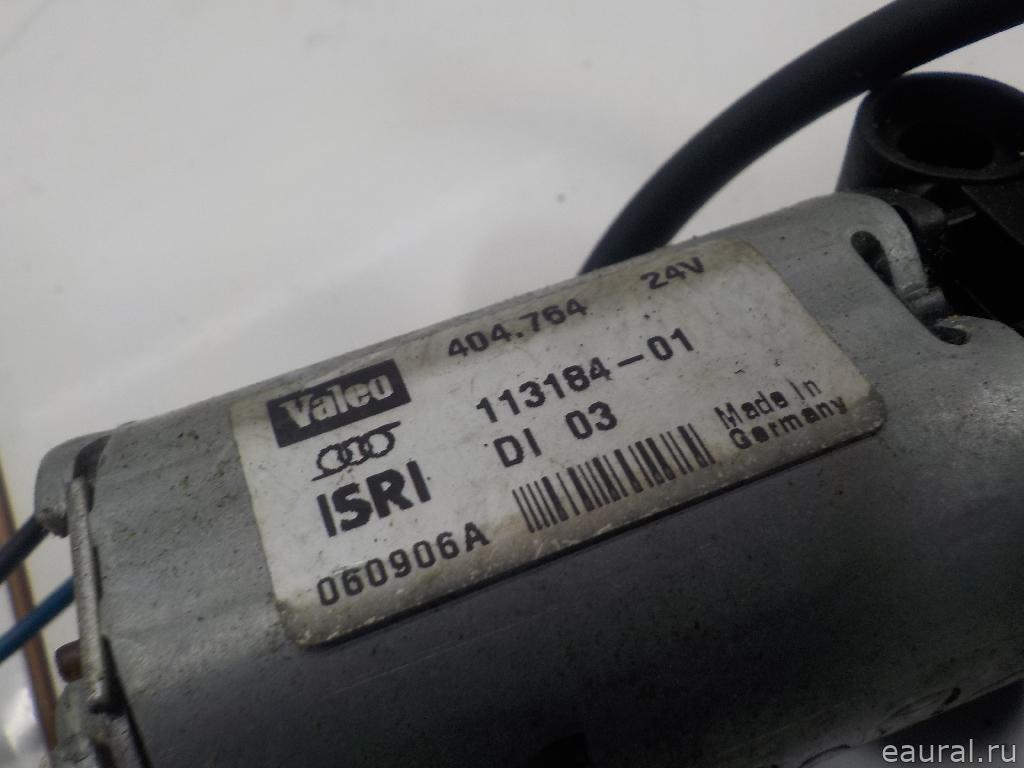 404.764 24V
Valeo
113184-01
ISRI DI 03
Made In
Germany
060906A
eaural.ru